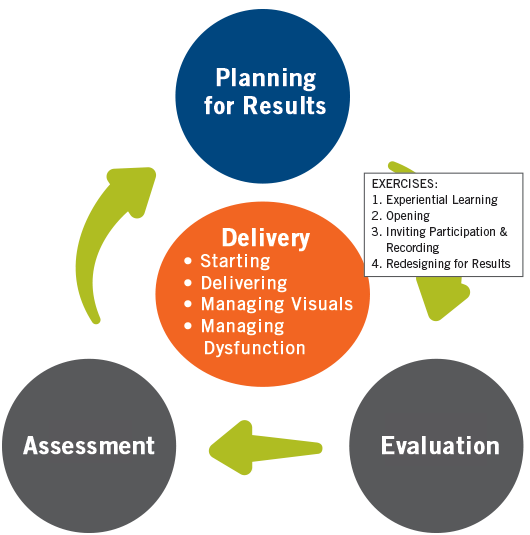 Planning
for Results
EXERCISES:
1. Experiential Learning
2. Opening
3. Inviting Participation &
Recording
4. Redesigning for Results
Delivery
• Starting
• Delivering
• Managing Visuals
• Managing
Dysfunction
Assessment
Evaluation